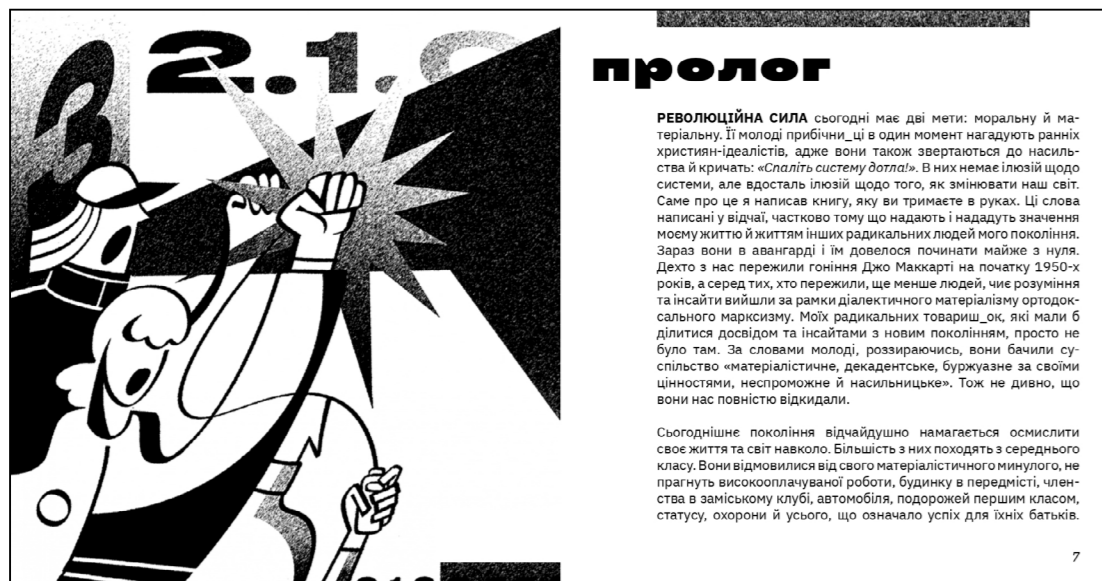 3
2.1.0
пролог
РЕВОЛЮЦІЙНА СИЛА сьогодні має дві мети: моральну й ма-
теріальну. Її молоді прибічни_ці в один момент нагадують ранніх
християн-ідеалістів, адже вони також звертаються до насиль-
ства й кричать: «Спаліть систему дотла!». В них немає ілюзій щодо
системи, але вдосталь ілюзій щодо того, як змінювати наш світ.
Саме про це я написав книгу, яку ви тримаєте в руках. Ці слова
написані у відчаї, частково тому що надають і нададуть значення
моєму життю й життям інших радикальних людей мого покоління.
Зараз вони в авангарді і їм довелося починати майже з нуля.
Дехто з нас пережили гоніння Джо Маккарті на початку 1950-х
років, а серед тих, хто пережили, ще менше людей, чиє розуміння
та інсайти вийшли за рамки діалектичного матеріалізму ортодок-
сального марксизму. Моїх радикальних товариш_ок, які мали б
ділитися досвідом та інсайтами з новим поколінням, просто не
було там. За словами молоді, роззираючись, вони бачили су-
спільство «матеріалістичне, декадентське, буржуазне за своїми
цінностями, неспроможне й насильницьке». Тож не дивно, що
вони нас повністю відкидали.
Сьогоднішнє покоління відчайдушно намагається осмислити
своє життя та світ навколо. Більшість з них походять з середнього
класу. Вони відмовилися від свого матеріалістичного минулого, не
прагнуть високооплачуваної роботи, будинку в передмісті, член-
ства в заміському клубі, автомобіля, подорожей першим класом,
статусу, охорони й усього, що означало успіх для їхніх батьків.
7